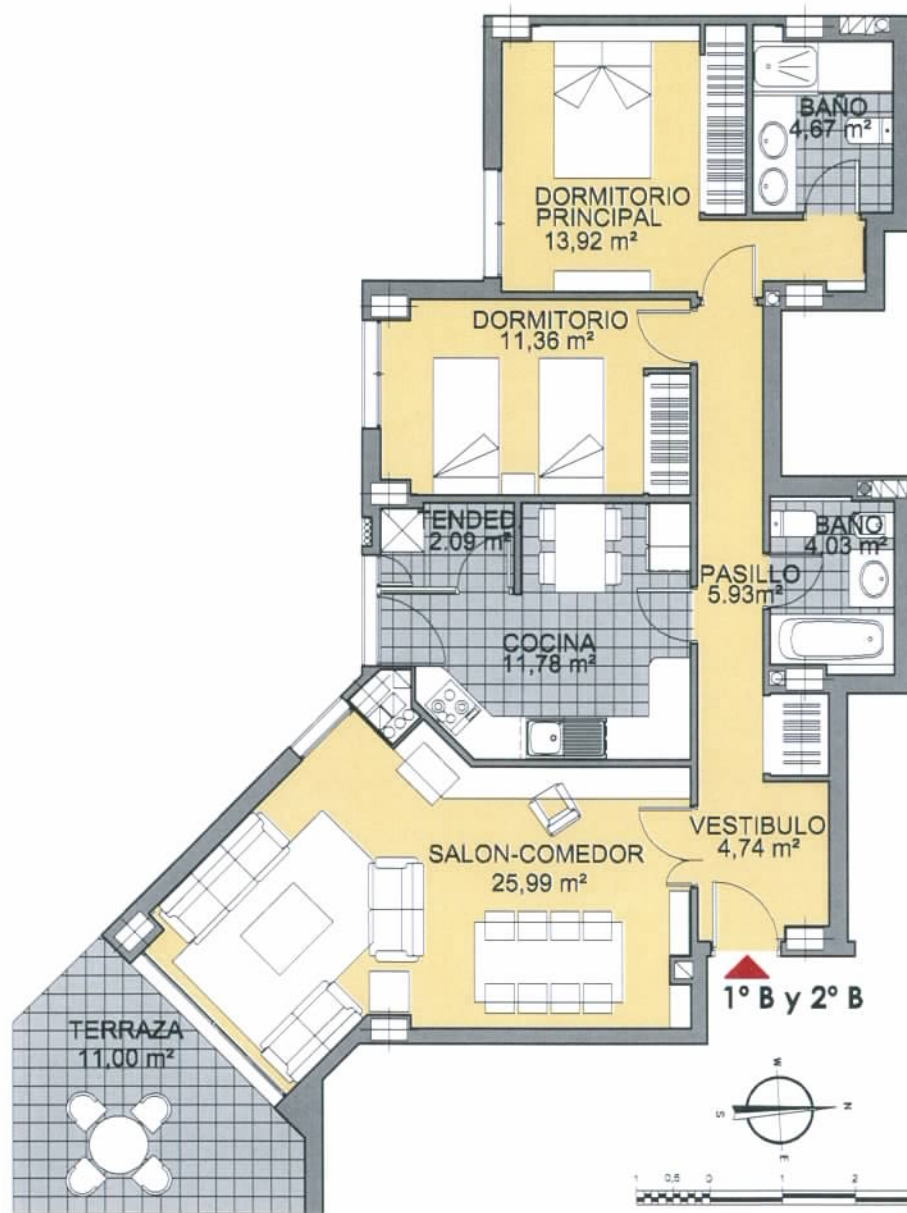 BAÑO
4,67 m²
DORMITORIO
PRINCIPAL
13,92 m²
DORMITORIO
11,36 m²
TENDED.
2.09 m²
BAÑO
4,03 m²
PASILLO
5.93m²
COCINA
11,78 m²
SALON-COMEDOR
25,99 m²
VESTIBULO
4,74 m²
1º B y 2º B
TERRAZA
11,00 m²
W
S
N
E
1 0,5 0 1 2